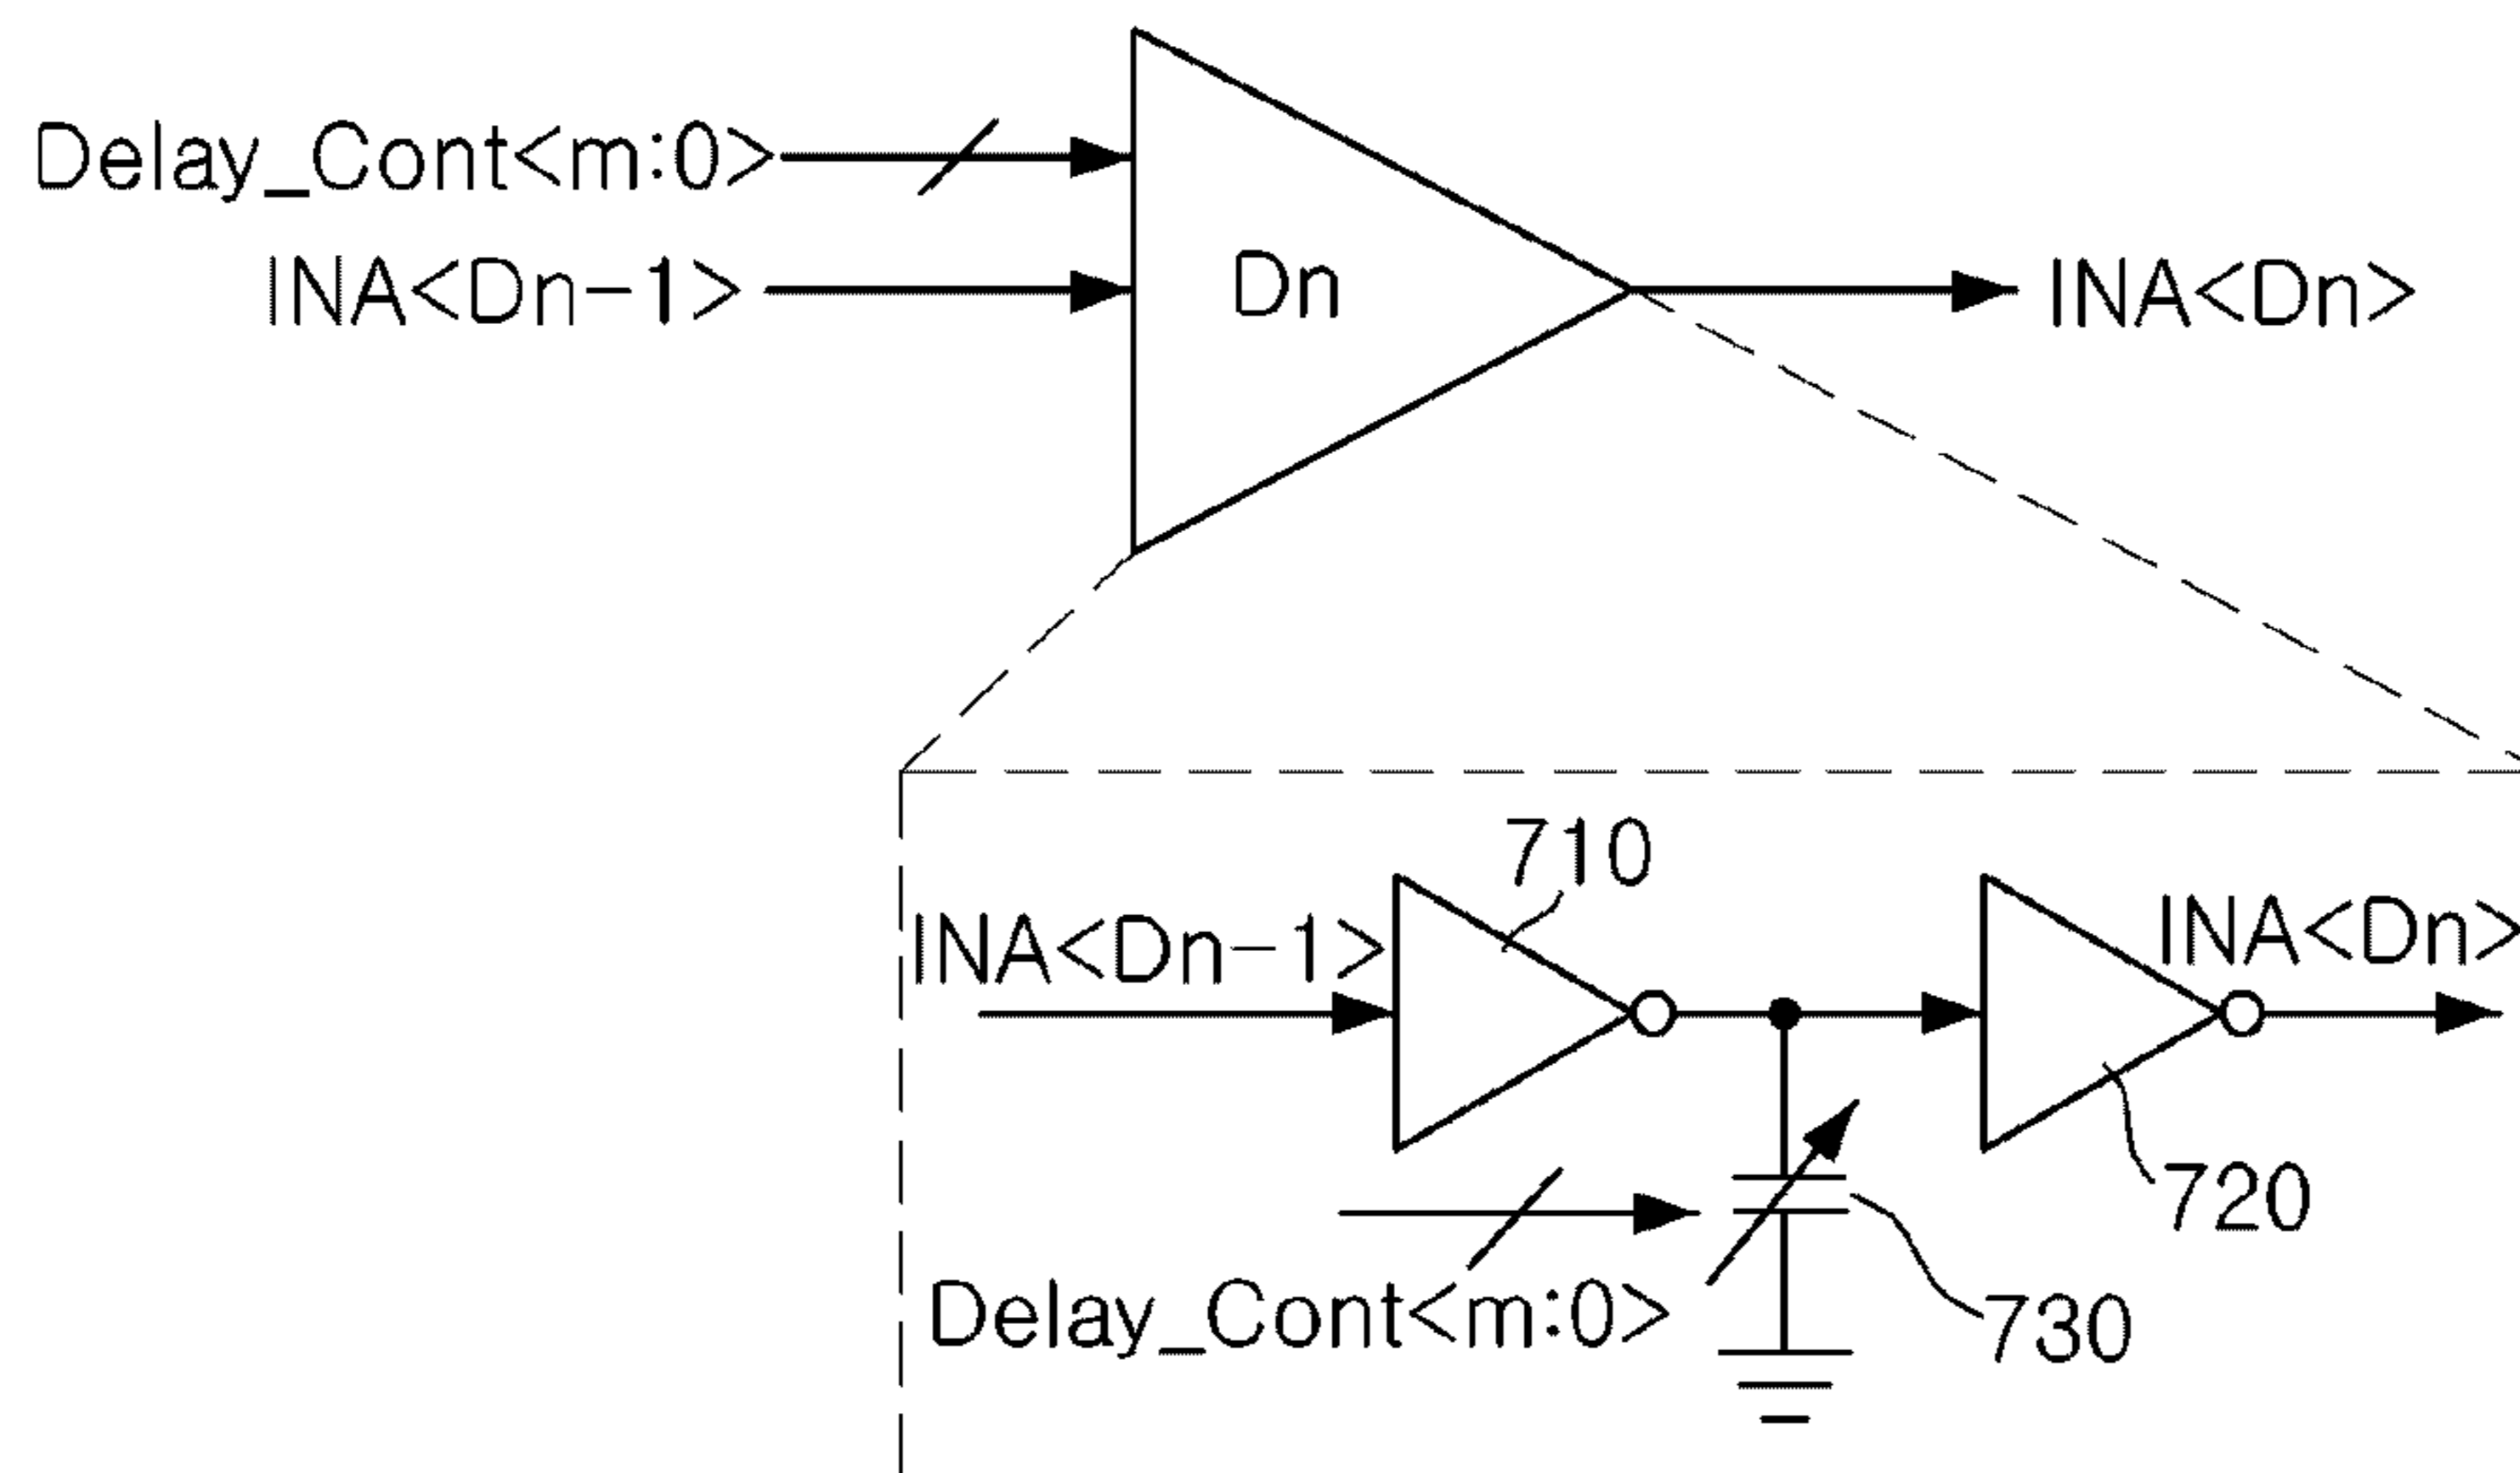 Delay_Cont<m:0>
INA<Dn-1>
Dn
INA<Dn>
710
INA<Dn-1>
INA<Dn>
720
Delay_Cont<m:0>
730